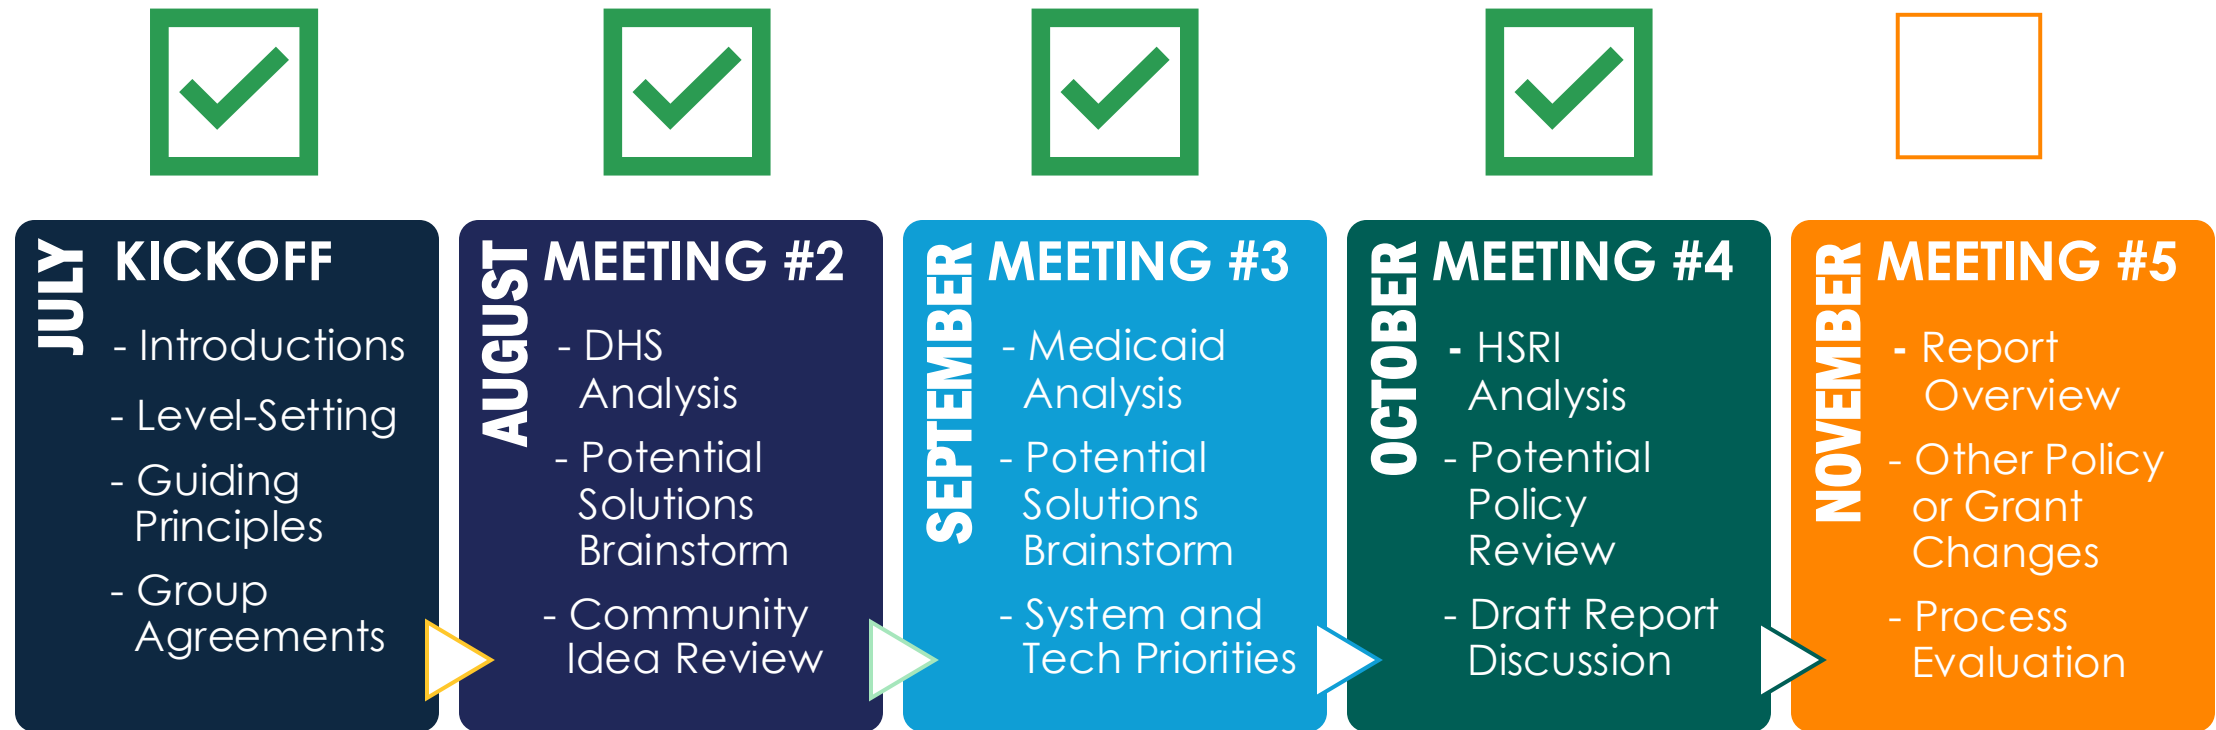 JULY
KICKOFF
- Introductions
- Level-Setting
- Guiding
Principles
- Group
Agreements
AUGUST
MEETING #2
- DHS
Analysis
- Potential
Solutions
Brainstorm
- Community
Idea Review
SEPTEMBER
MEETING #3
- Medicaid
Analysis
- Potential
Solutions
Brainstorm
- System and
Tech Priorities
OCTOBER
MEETING #4
- HSRI
Analysis
- Potential
Policy
Review
- Draft Report
Discussion
NOVEMBER
MEETING #5
- Report
Overview
- Other Policy
or Grant
Changes
- Process
Evaluation